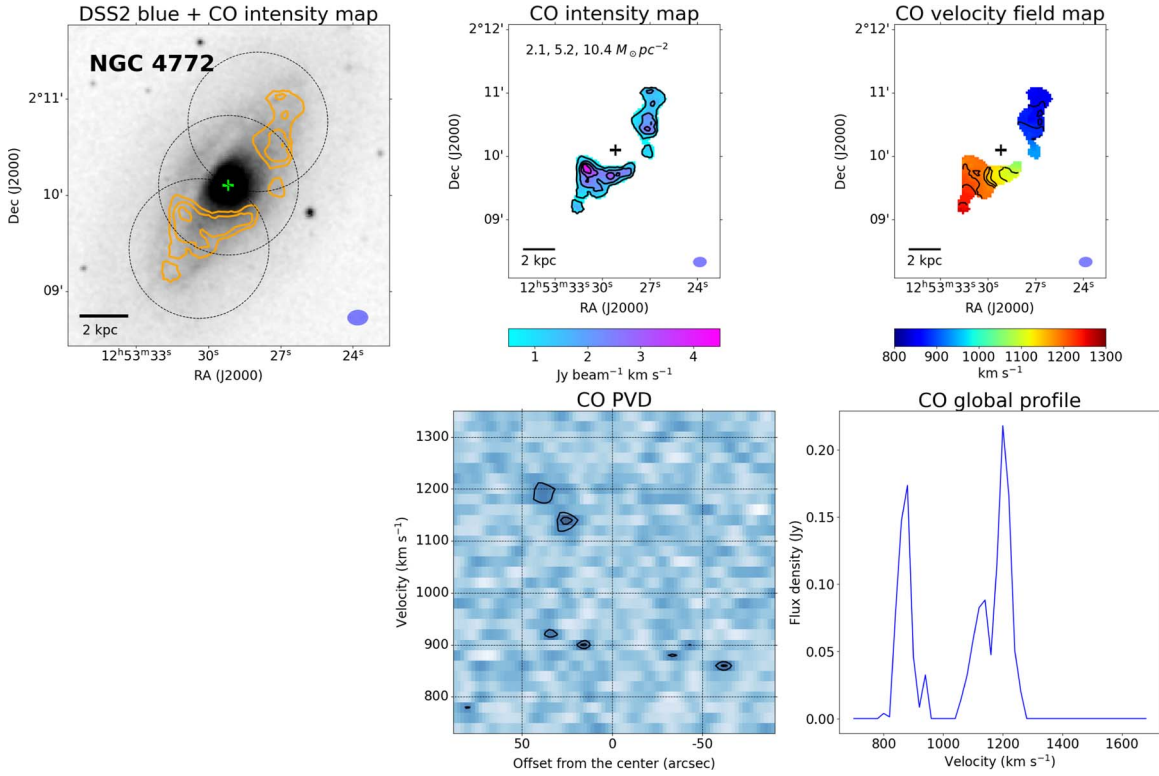 DSS2 blue + CO intensity map
NGC 4772
2°11'
10'
09'
Dec (J2000)
2 kpc
12ʰ53ᵐ33ˢ 30ˢ 27ˢ 24ˢ
RA (J2000)
CO intensity map
2.1, 5.2, 10.4 M⊙pc⁻²
2°12'
11'
10'
09'
Dec (J2000)
2 kpc
12ʰ53ᵐ33ˢ 30ˢ 27ˢ 24ˢ
RA (J2000)
1 2 3 4
Jy beam⁻¹ km s⁻¹
CO velocity field map
2°12'
11'
10'
09'
Dec (J2000)
2 kpc
12ʰ53ᵐ33ˢ 30ˢ 27ˢ 24ˢ
RA (J2000)
800 900 1000 1100 1200 1300
km s⁻¹
CO PVD
1300
1200
1100
1000
900
800
Velocity (km s⁻¹)
50 0 -50
Offset from the center (arcsec)
CO global profile
0.20
0.15
0.10
0.05
0.00
Flux density (Jy)
800 1000 1200 1400 1600
Velocity (km s⁻¹)